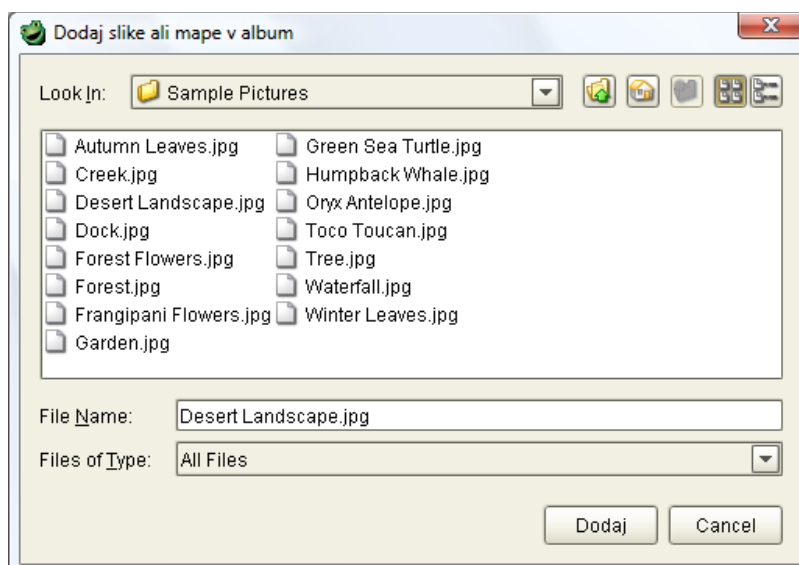 Dodaj slike ali mape v album
Look In: Sample Pictures
Autumn Leaves.jpg
Creek.jpg
Desert Landscape.jpg
Dock.jpg
Forest Flowers.jpg
Forest.jpg
Frangipani Flowers.jpg
Garden.jpg
Green Sea Turtle.jpg
Humpback Whale.jpg
Oryx Antelope.jpg
Toco Toucan.jpg
Tree.jpg
Waterfall.jpg
Winter Leaves.jpg
File Name: Desert Landscape.jpg
Files of Type: All Files
Dodaj Cancel